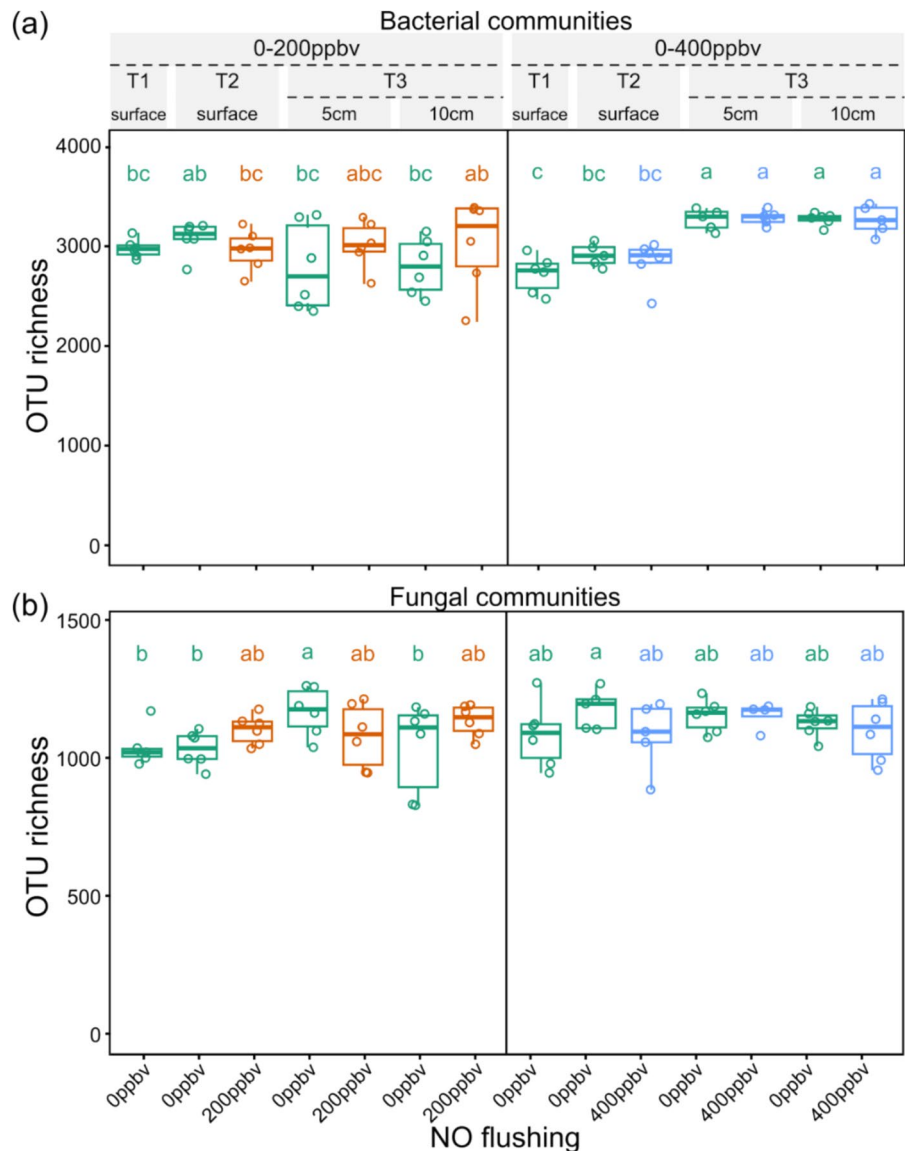 (a)
Bacterial communities
0-200ppbv 0-400ppbv
T1 T2 T3 T1 T2 T3
surface surface 5cm 10cm surface surface 5cm 10cm
4000
bc ab bc bc abc bc ab c bc bc a a a a
3000
2000
1000
0
OTU richness
(b)
Fungal communities
1500
b b ab a ab b ab ab a ab ab ab ab ab
1000
500
0
OTU richness
0ppbv 0ppbv 200ppbv 0ppbv 200ppbv 0ppbv 200ppbv 0ppbv 0ppbv 400ppbv 0ppbv 400ppbv 0ppbv 400ppbv
NO flushing